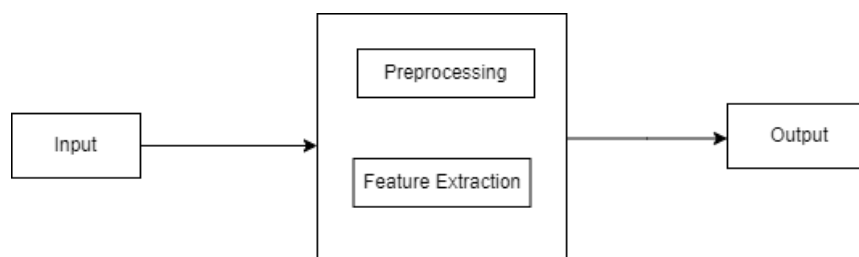 Input
Preprocessing
Feature Extraction
Output